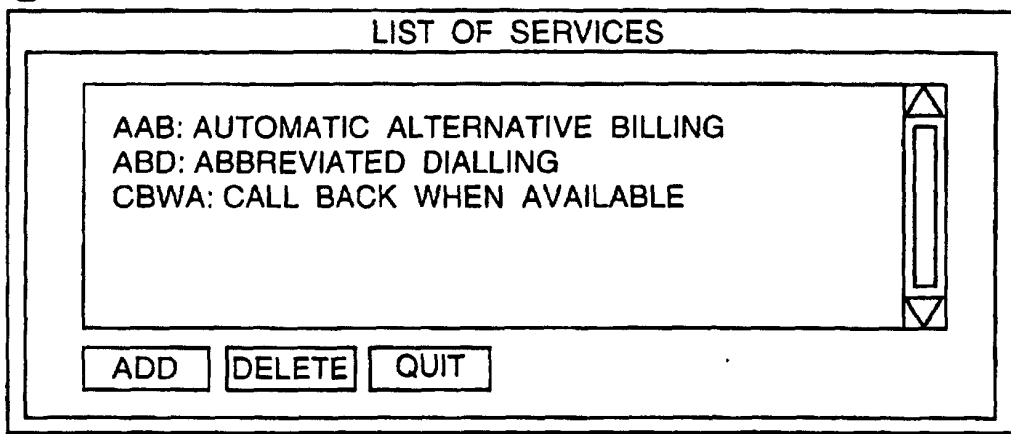 LIST OF SERVICES
AAB: AUTOMATIC ALTERNATIVE BILLING
ABD: ABBREVIATED DIALLING
CBWA: CALL BACK WHEN AVAILABLE
ADD DELETE QUIT